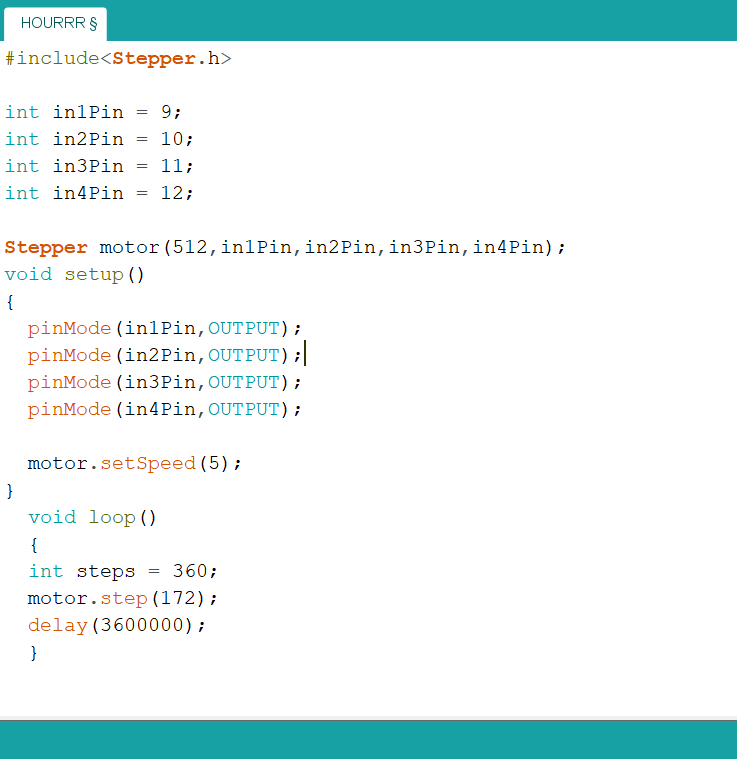 HOURRR §
#include<Stepper.h>
int in1Pin = 9;
int in2Pin = 10;
int in3Pin = 11;
int in4Pin = 12;
Stepper motor(512,in1Pin,in2Pin,in3Pin,in4Pin);
void setup()
{
pinMode(in1Pin,OUTPUT);
pinMode(in2Pin,OUTPUT);
pinMode(in3Pin,OUTPUT);
pinMode(in4Pin,OUTPUT);
motor.setSpeed(5);
}
void loop()
{
int steps = 360;
motor.step(172);
delay(3600000);
}